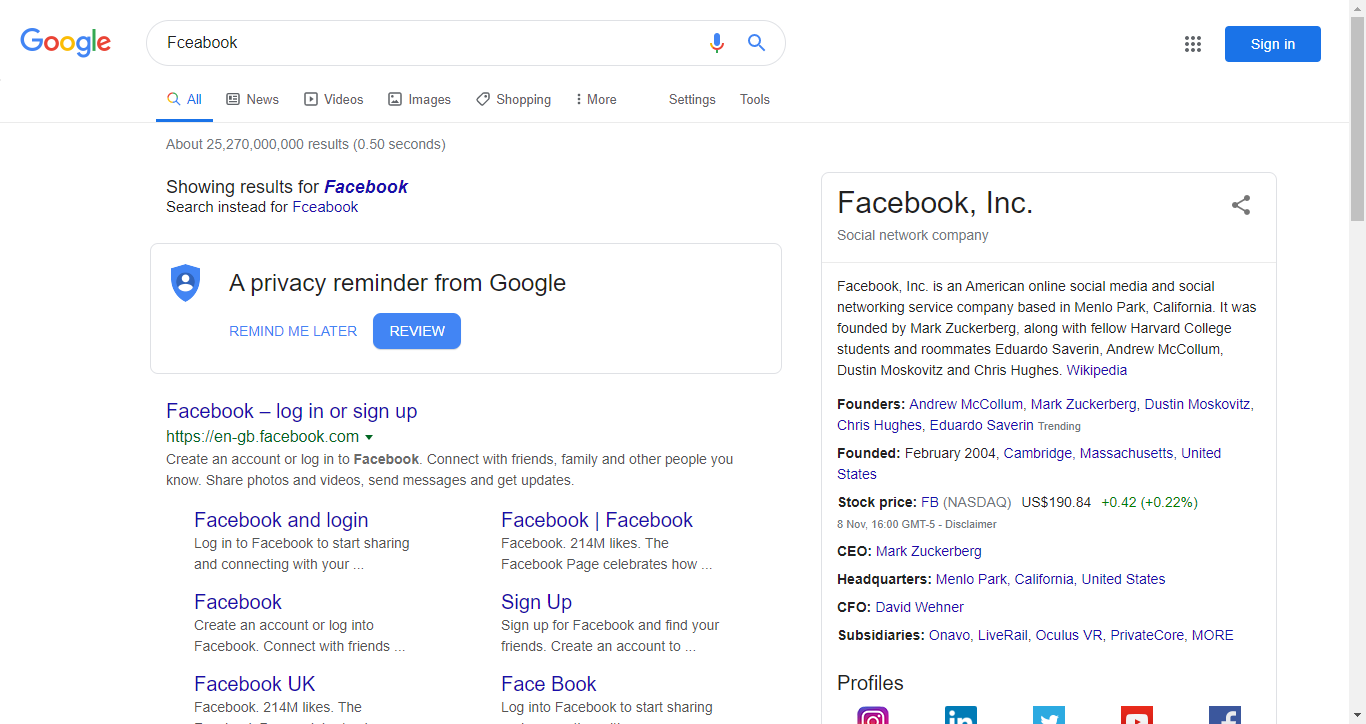 Google
Fceabook
Sign in
All News Videos Images Shopping More Settings Tools
About 25,270,000,000 results (0.50 seconds)
Showing results for Facebook
Search instead for Fceabook
A privacy reminder from Google
REMIND ME LATER REVIEW
Facebook – log in or sign up
https://en-gb.facebook.com
Create an account or log in to Facebook. Connect with friends, family and other people you
know. Share photos and videos, send messages and get updates.
Facebook and login
Log in to Facebook to start sharing
and connecting with your ...
Facebook | Facebook
Facebook. 214M likes. The
Facebook Page celebrates how ...
Facebook
Create an account or log into
Facebook. Connect with friends ...
Sign Up
Sign up for Facebook and find your
friends. Create an account to ...
Facebook UK
Facebook. 214M likes. The
Face Book
Log into Facebook to start sharing
Facebook, Inc.
Social network company
Facebook, Inc. is an American online social media and social
networking service company based in Menlo Park, California. It was
founded by Mark Zuckerberg, along with fellow Harvard College
students and roommates Eduardo Saverin, Andrew McCollum,
Dustin Moskovitz and Chris Hughes. Wikipedia
Founders: Andrew McCollum, Mark Zuckerberg, Dustin Moskovitz,
Chris Hughes, Eduardo Saverin Trending
Founded: February 2004, Cambridge, Massachusetts, United
States
Stock price: FB (NASDAQ) US$190.84 +0.42 (+0.22%)
8 Nov, 16:00 GMT-5 - Disclaimer
CEO: Mark Zuckerberg
Headquarters: Menlo Park, California, United States
CFO: David Wehner
Subsidiaries: Onavo, LiveRail, Oculus VR, PrivateCore, MORE
Profiles
in